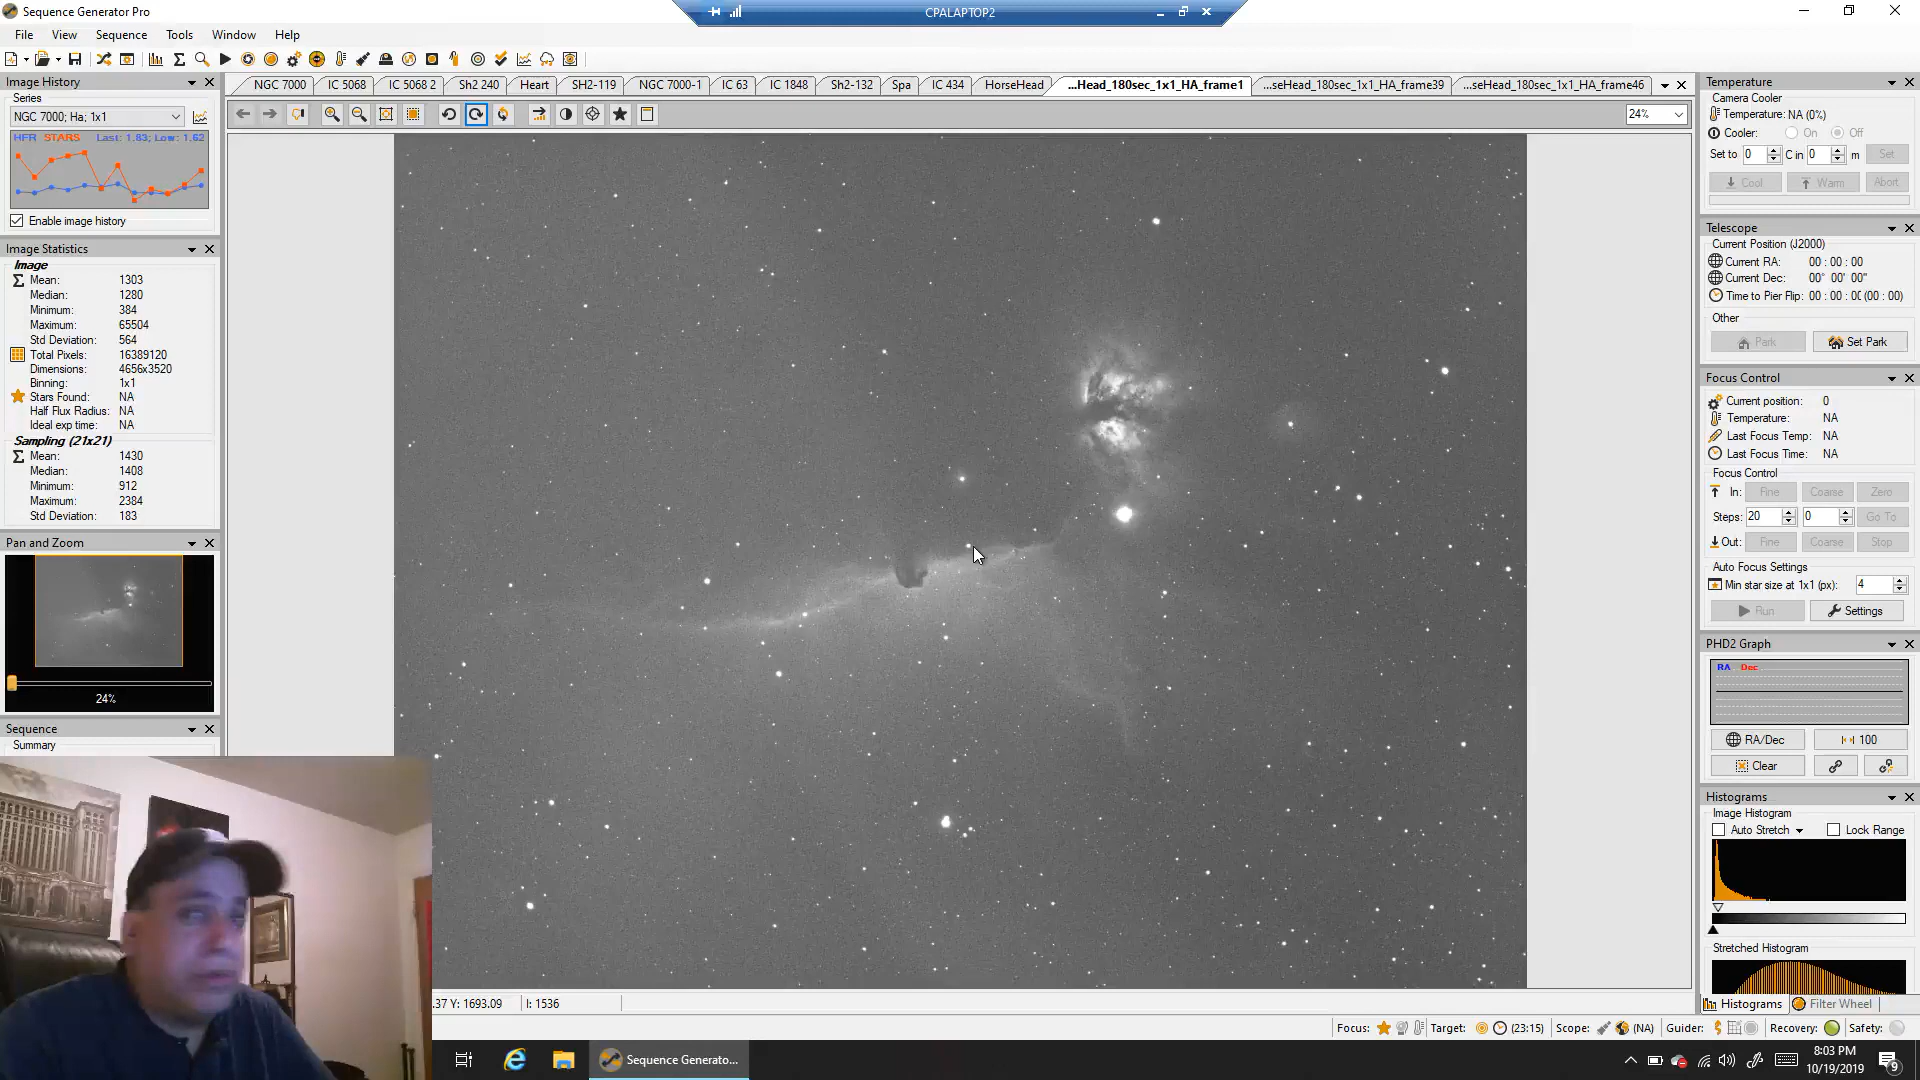 Sequence Generator Pro
CPALAPTOP2
File View Sequence Tools Window Help
Image History
Series
NGC 7000; Ha; 1x1
HFR STARS Last: 1.83; Low: 1.62
Enable image history
Image Statistics
Image
Mean: 1303
Median: 1280
Minimum: 384
Maximum: 65504
Std Deviation: 564
Total Pixels: 16389120
Dimensions: 4656x3520
Binning: 1x1
Stars Found: NA
Half Flux Radius: NA
Ideal exp time: NA
Sampling (21x21)
Mean: 1430
Median: 1408
Minimum: 912
Maximum: 2384
Std Deviation: 183
Pan and Zoom
24%
Sequence
Summary
NGC 7000 IC 5068 IC 5068 2 Sh2 240 Heart SH2-119 NGC 7000-1 IC 63 IC 1848 Sh2-132 Spa IC 434 HorseHead ...Head_180sec_1x1_HA_frame1 ...seHead_180sec_1x1_HA_frame39 ...seHead_180sec_1x1_HA_frame46
24%
.37 Y: 1693.09 I: 1536
Temperature
Camera Cooler
Temperature: NA (0%)
Cooler: On Off
Set to 0 C in 0 m Set
Cool Warm Abort
Telescope
Current Position (J2000)
Current RA: 00 : 00 : 00
Current Dec: 00° 00' 00"
Time to Pier Flip: 00 : 00 : 0( (00 : 00)
Other
Park Set Park
Focus Control
Current position: 0
Temperature: NA
Last Focus Temp: NA
Last Focus Time: NA
Focus Control
In: Fine Coarse Zero
Steps: 20 0 Go To
Out: Fine Coarse Stop
Auto Focus Settings
Min star size at 1x1 (px): 4
Run Settings
PHD2 Graph
RA Dec
RA/Dec 100
Clear
Histograms
Image Histogram
Auto Stretch Lock Range
Stretched Histogram
Histograms Filter Wheel
Focus: Target: (23:15) Scope: (NA) Guider: Recovery: Safety:
Sequence Generato...
8:03 PM
10/19/2019
9